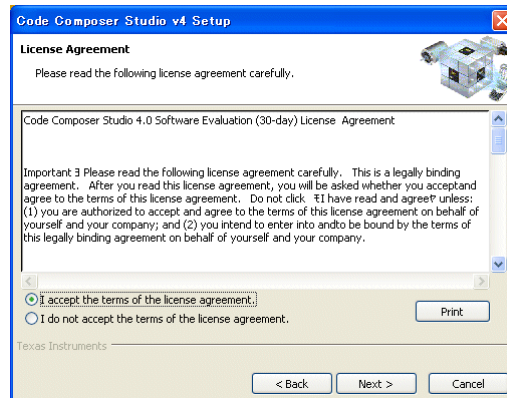 Code Composer Studio v4 Setup
License Agreement
Please read the following license agreement carefully.
Code Composer Studio 4.0 Software Evaluation (30-day) License  Agreement
Important ∃ Please read the following license agreement carefully.   This is a legally binding
agreement.   After you read this license agreement, you will be asked whether you acceptand
agree to the terms of this license agreement.   Do not click   I have read and agree  unless:
(1) you are authorized to accept and agree to the terms of this license agreement on behalf of
yourself and your company; and (2) you intend to enter into andto be bound by the terms of
this legally binding agreement on behalf of yourself and your company.
I accept the terms of the license agreement.
I do not accept the terms of the license agreement.
Print
Texas Instruments
< Back
Next >
Cancel